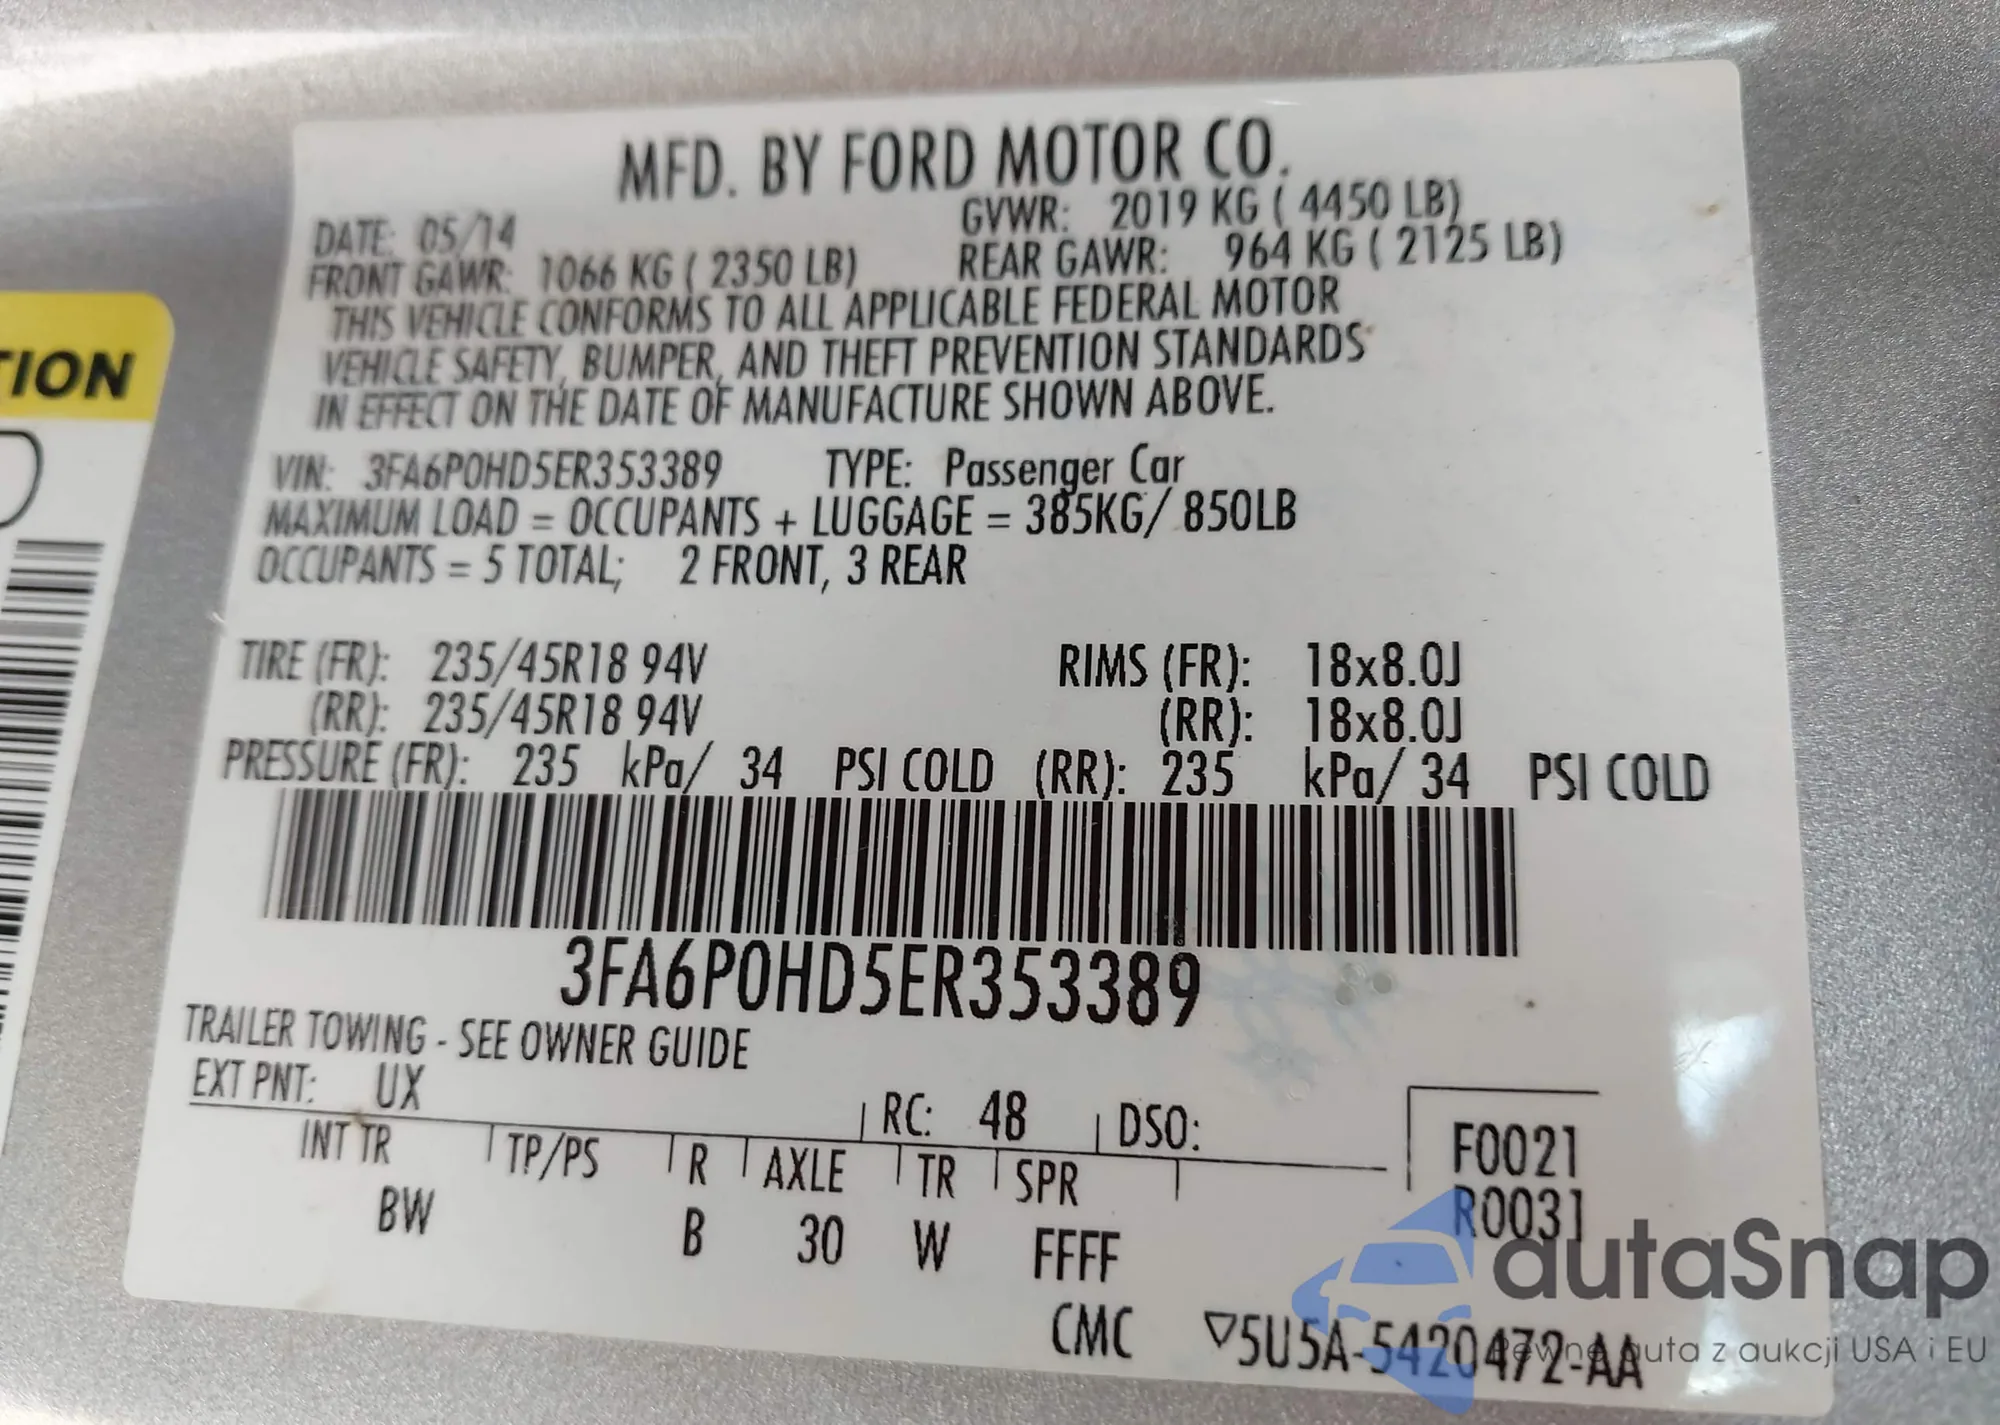 MFD. BY FORD MOTOR CO.
DATE: 05/14 GVWR: 2019 KG ( 4450 LB)
FRONT GAWR: 1066 KG ( 2350 LB) REAR GAWR: 964 KG ( 2125 LB)
THIS VEHICLE CONFORMS TO ALL APPLICABLE FEDERAL MOTOR
VEHICLE SAFETY, BUMPER, AND THEFT PREVENTION STANDARDS
IN EFFECT ON THE DATE OF MANUFACTURE SHOWN ABOVE.
VIN: 3FA6P0HD5ER353389 TYPE: Passenger Car
MAXIMUM LOAD = OCCUPANTS + LUGGAGE = 385KG/ 850LB
OCCUPANTS = 5 TOTAL; 2 FRONT, 3 REAR
TIRE (FR): 235/45R18 94V RIMS (FR): 18x8.0J
(RR): 235/45R18 94V (RR): 18x8.0J
PRESSURE (FR): 235 kPa/ 34 PSI COLD (RR): 235 kPa/ 34 PSI COLD
3FA6P0HD5ER353389
TRAILER TOWING - SEE OWNER GUIDE
EXT PNT: UX RC: 48 DSO:
INT TR TP/PS R AXLE TR SPR
BW B 30 W FFFF
F0021
R0031
CMC ▽5U5A-5420472-AA
TION
autaSnap
Pewne auta z aukcji USA i EU